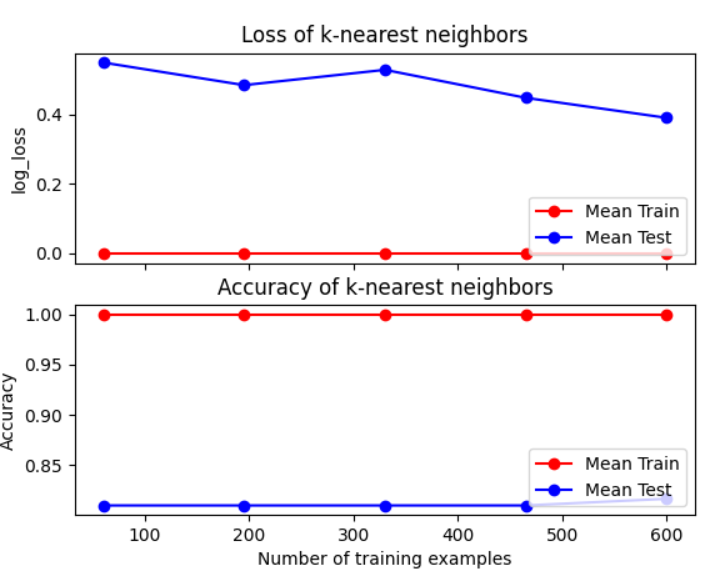 Loss of k-nearest neighbors
log_loss
0.4
0.2
0.0
Mean Train
Mean Test
Accuracy of k-nearest neighbors
Accuracy
1.00
0.95
0.90
0.85
Mean Train
Mean Test
100 200 300 400 500 600
Number of training examples